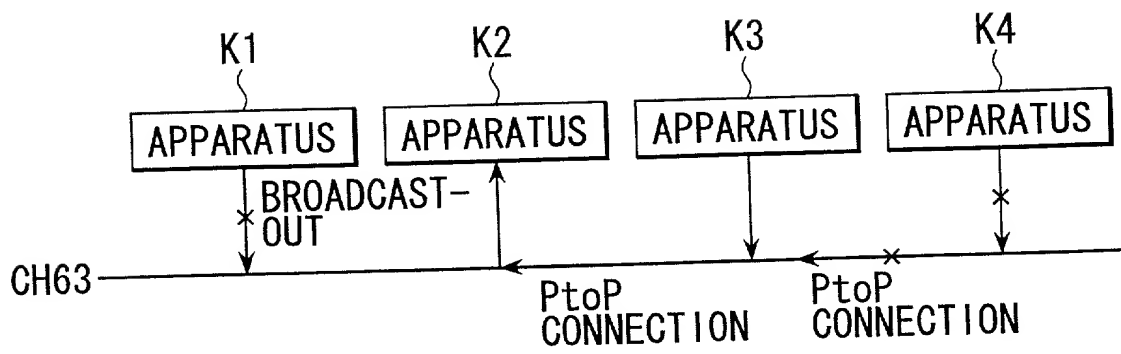 K1
K2
K3
K4
APPARATUS
APPARATUS
APPARATUS
APPARATUS
BROADCAST-
OUT
CH63
PtoP
CONNECTION
PtoP
CONNECTION